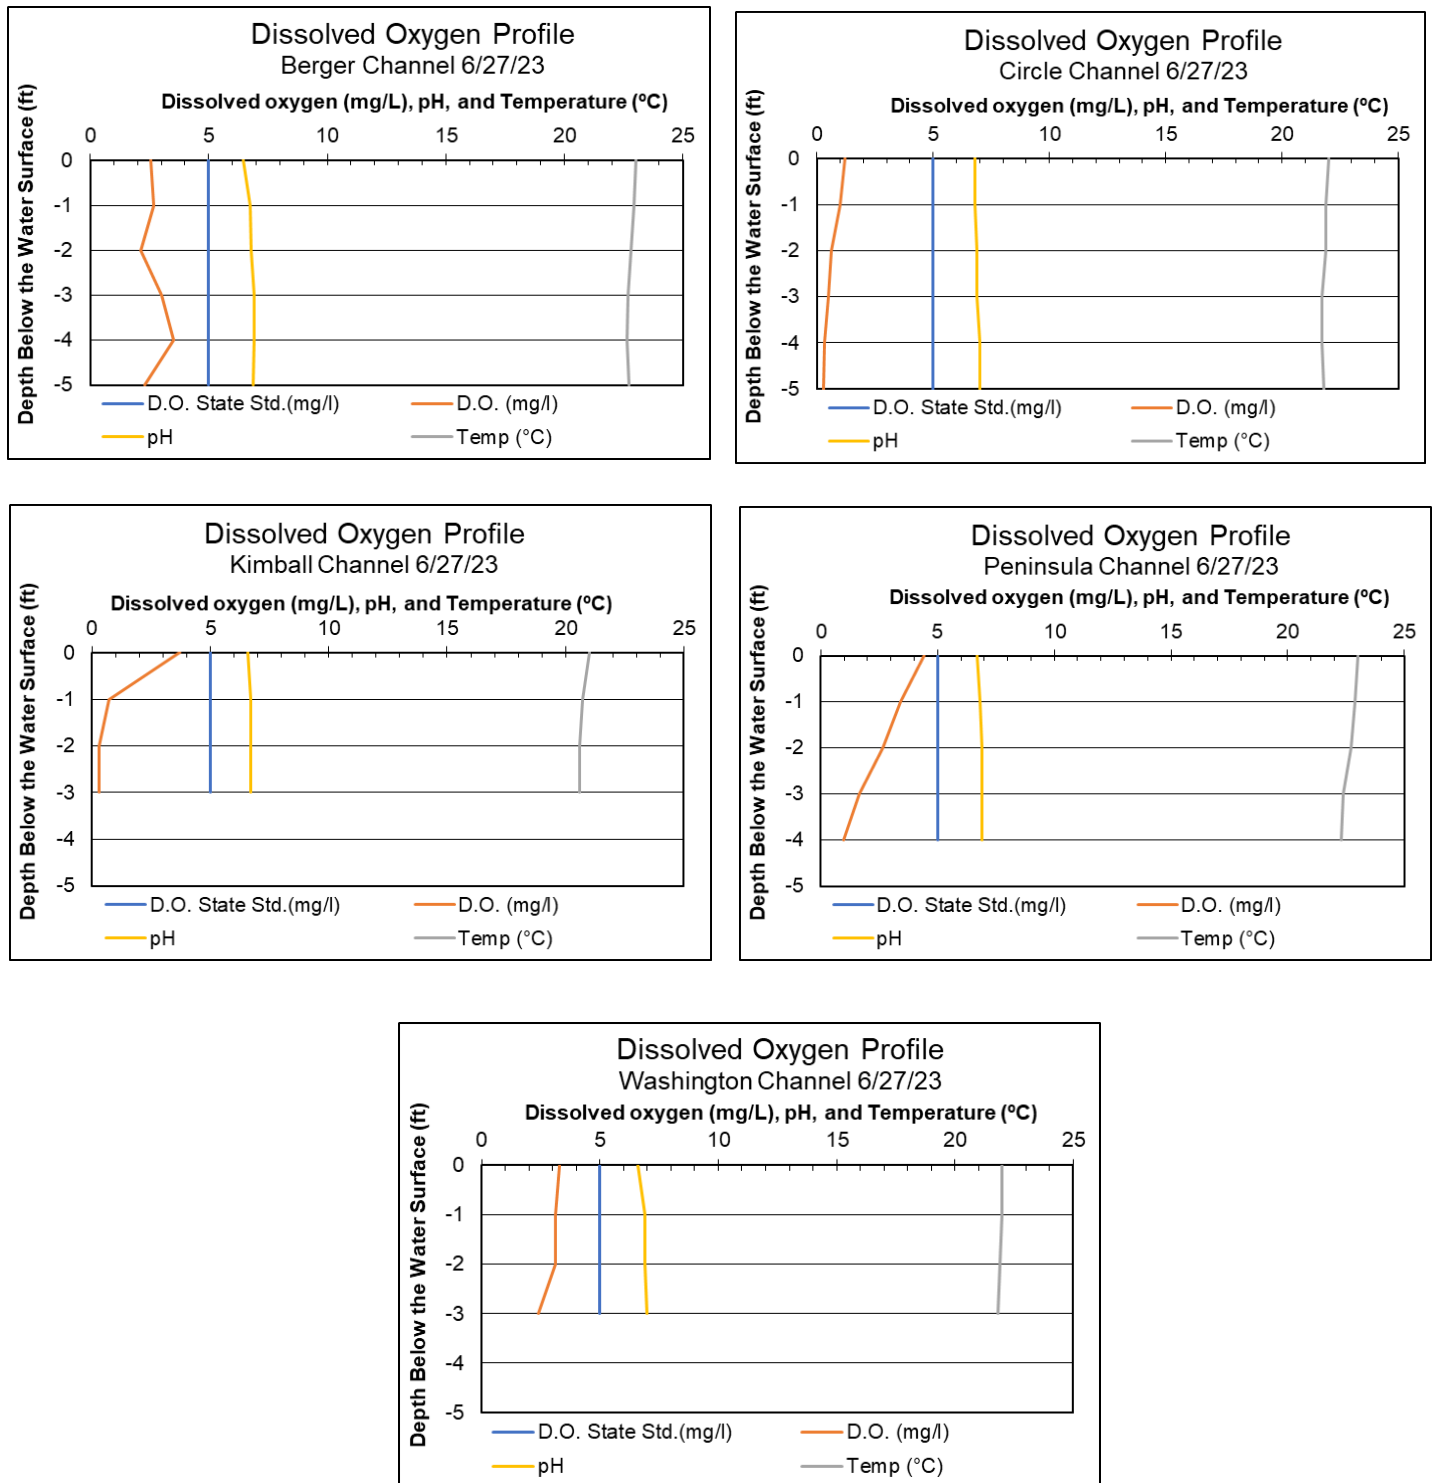 Dissolved Oxygen Profile
Berger Channel 6/27/23
Dissolved oxygen (mg/L), pH, and Temperature (ºC)
0 5 10 15 20 25
Depth Below the Water Surface (ft)
0
-1
-2
-3
-4
-5
D.O. State Std.(mg/l) D.O. (mg/l)
pH Temp (°C)
Dissolved Oxygen Profile
Circle Channel 6/27/23
Dissolved oxygen (mg/L), pH, and Temperature (ºC)
0 5 10 15 20 25
Depth Below the Water Surface (ft)
0
-1
-2
-3
-4
-5
D.O. State Std.(mg/l) D.O. (mg/l)
pH Temp (°C)
Dissolved Oxygen Profile
Kimball Channel 6/27/23
Dissolved oxygen (mg/L), pH, and Temperature (ºC)
0 5 10 15 20 25
Depth Below the Water Surface (ft)
0
-1
-2
-3
-4
-5
D.O. State Std.(mg/l) D.O. (mg/l)
pH Temp (°C)
Dissolved Oxygen Profile
Peninsula Channel 6/27/23
Dissolved oxygen (mg/L), pH, and Temperature (ºC)
0 5 10 15 20 25
Depth Below the Water Surface (ft)
0
-1
-2
-3
-4
-5
D.O. State Std.(mg/l) D.O. (mg/l)
pH Temp (°C)
Dissolved Oxygen Profile
Washington Channel 6/27/23
Dissolved oxygen (mg/L), pH, and Temperature (ºC)
0 5 10 15 20 25
Depth Below the Water Surface (ft)
0
-1
-2
-3
-4
-5
D.O. State Std.(mg/l) D.O. (mg/l)
pH Temp (°C)